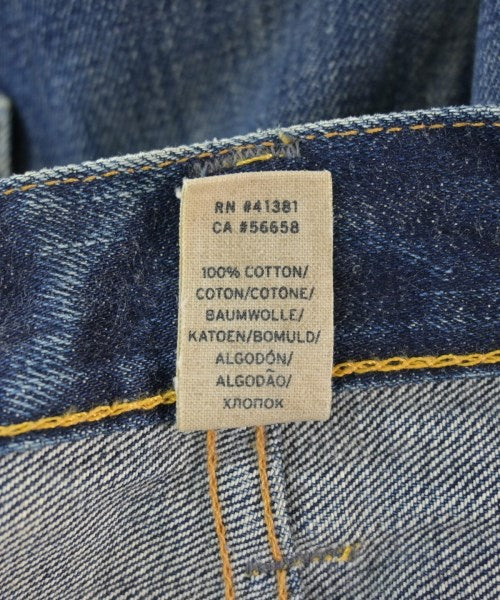 RN #41381
CA #56658
100% COTTON/
COTON/COTONE/
BAUMWOLLE/
KATOEN/BOMULD/
ALGODÓN/
ALGODÃO/
ХЛОПОК